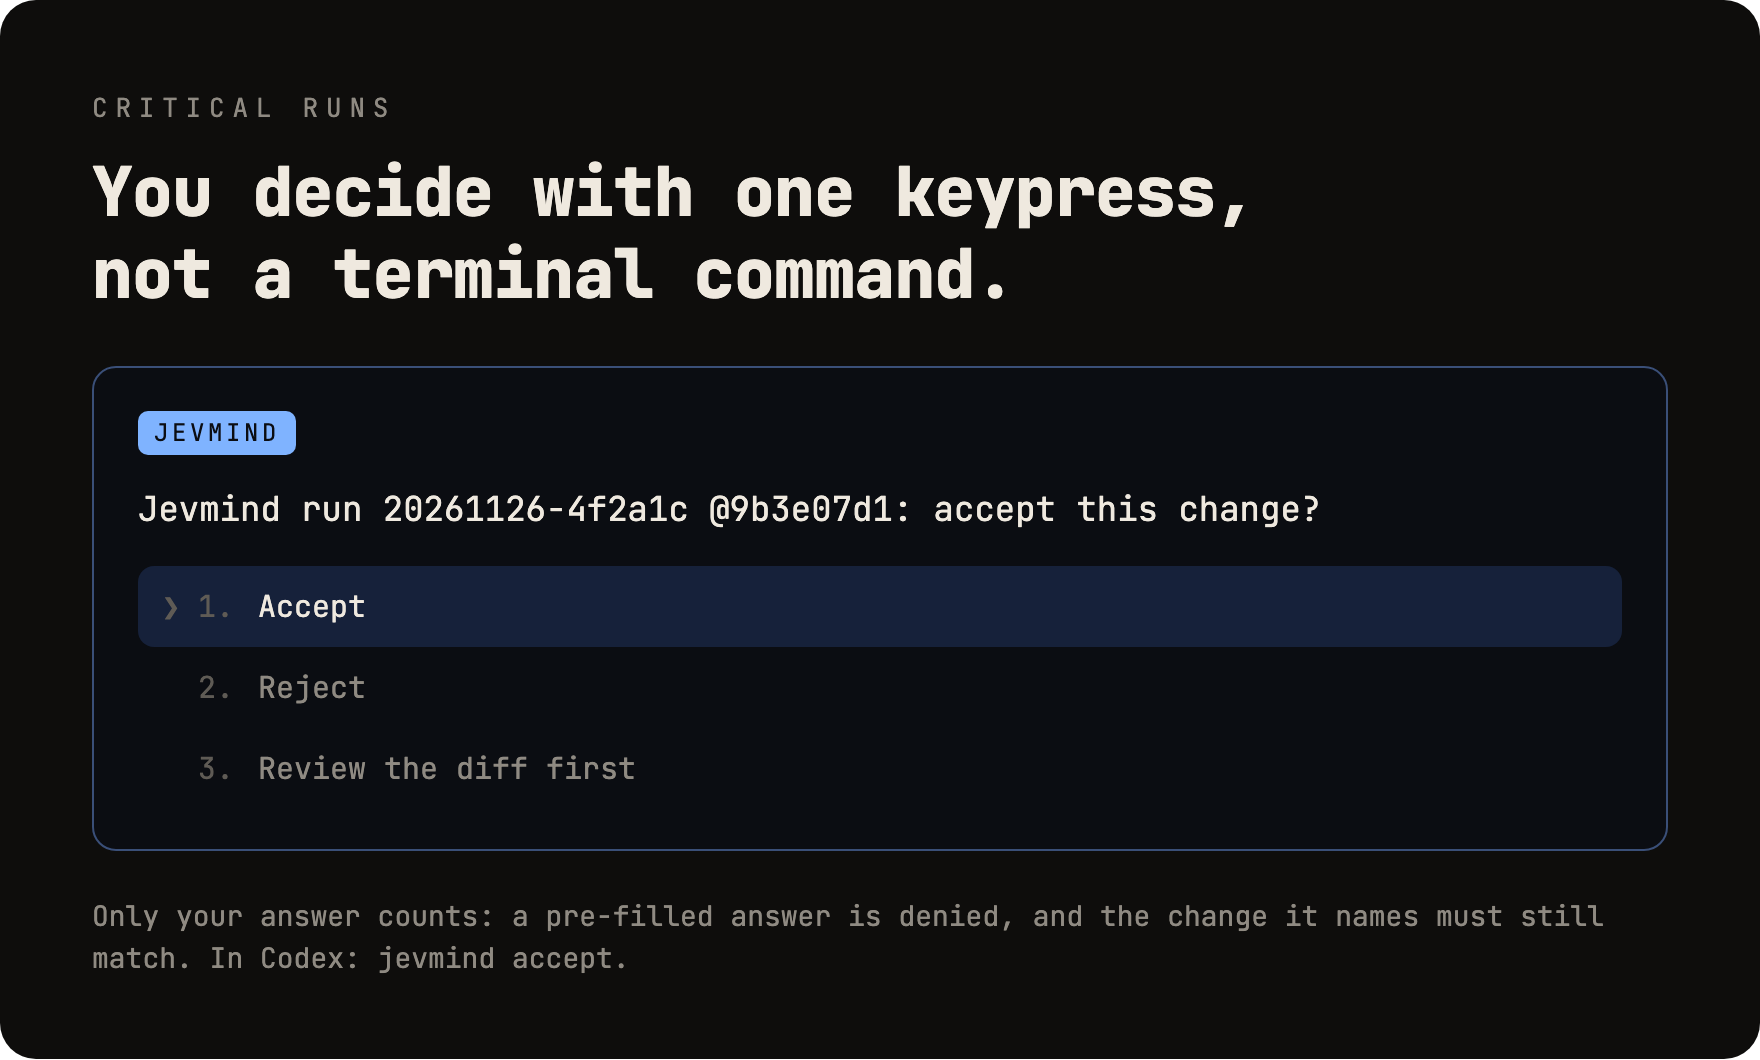 CRITICAL RUNS
You decide with one keypress,
not a terminal command.
JEVMIND
Jevmind run 20261126-4f2a1c @9b3e07d1: accept this change?
❯ 1. Accept
2. Reject
3. Review the diff first
Only your answer counts: a pre-filled answer is denied, and the change it names must still
match. In Codex: jevmind accept.